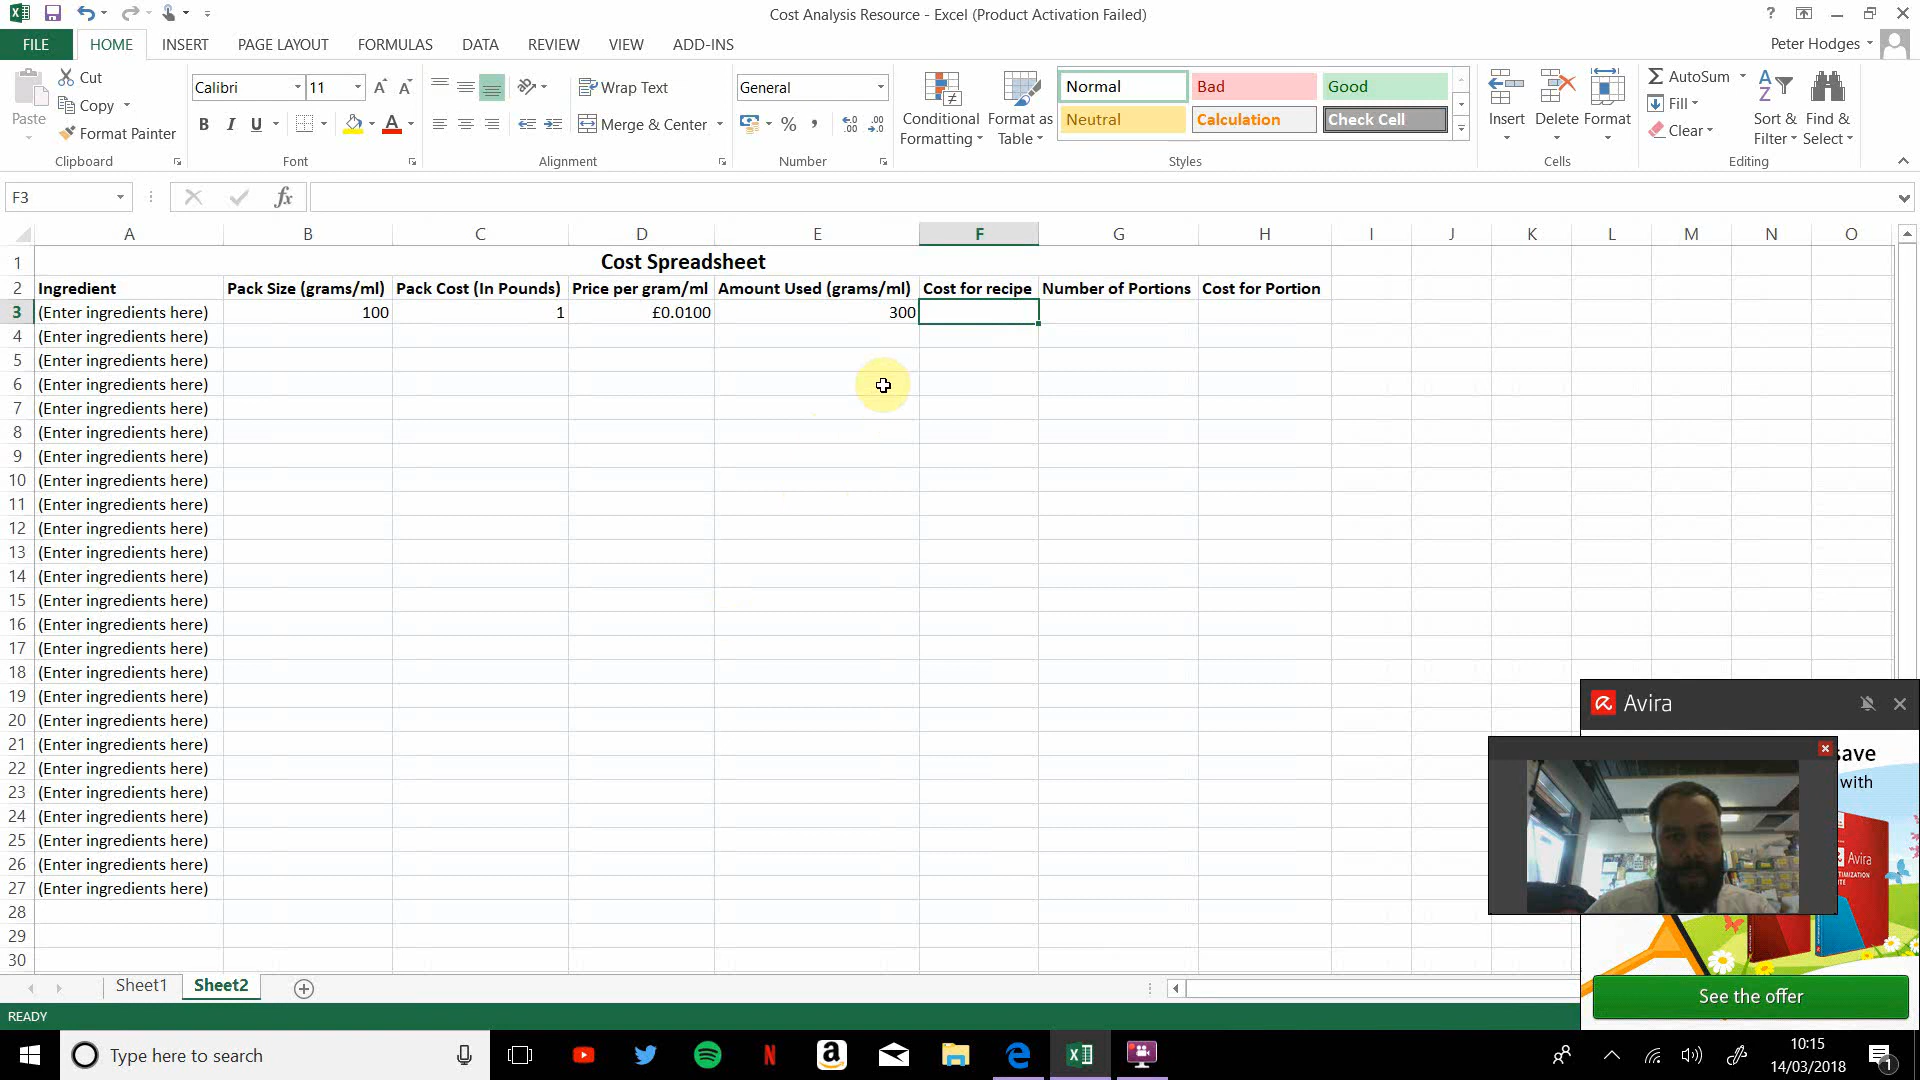 Cost Analysis Resource - Excel (Product Activation Failed)
?
FILE HOME INSERT PAGE LAYOUT FORMULAS DATA REVIEW VIEW ADD-INS
Peter Hodges
Paste
Cut
Copy
Format Painter
Clipboard
Calibri 11
B I U
Font
Wrap Text
Merge & Center
Alignment
General
%
Number
Conditional Formatting
Format as Table
Normal Bad Good
Neutral Calculation Check Cell
Styles
Insert Delete Format
Cells
AutoSum
Fill
Clear
Sort & Filter
Find & Select
Editing
F3
fx
A B C D E F G H I J K L M N O
1 Cost Spreadsheet
2 Ingredient Pack Size (grams/ml) Pack Cost (In Pounds) Price per gram/ml Amount Used (grams/ml) Cost for recipe Number of Portions Cost for Portion
3 (Enter ingredients here) 100 1 £0.0100 300
4 (Enter ingredients here)
5 (Enter ingredients here)
6 (Enter ingredients here)
7 (Enter ingredients here)
8 (Enter ingredients here)
9 (Enter ingredients here)
10 (Enter ingredients here)
11 (Enter ingredients here)
12 (Enter ingredients here)
13 (Enter ingredients here)
14 (Enter ingredients here)
15 (Enter ingredients here)
16 (Enter ingredients here)
17 (Enter ingredients here)
18 (Enter ingredients here)
19 (Enter ingredients here)
20 (Enter ingredients here)
21 (Enter ingredients here)
22 (Enter ingredients here)
23 (Enter ingredients here)
24 (Enter ingredients here)
25 (Enter ingredients here)
26 (Enter ingredients here)
27 (Enter ingredients here)
28
29
30
Avira
save
with
Avira
See the offer
Sheet1 Sheet2
READY
Type here to search
10:15
14/03/2018
1